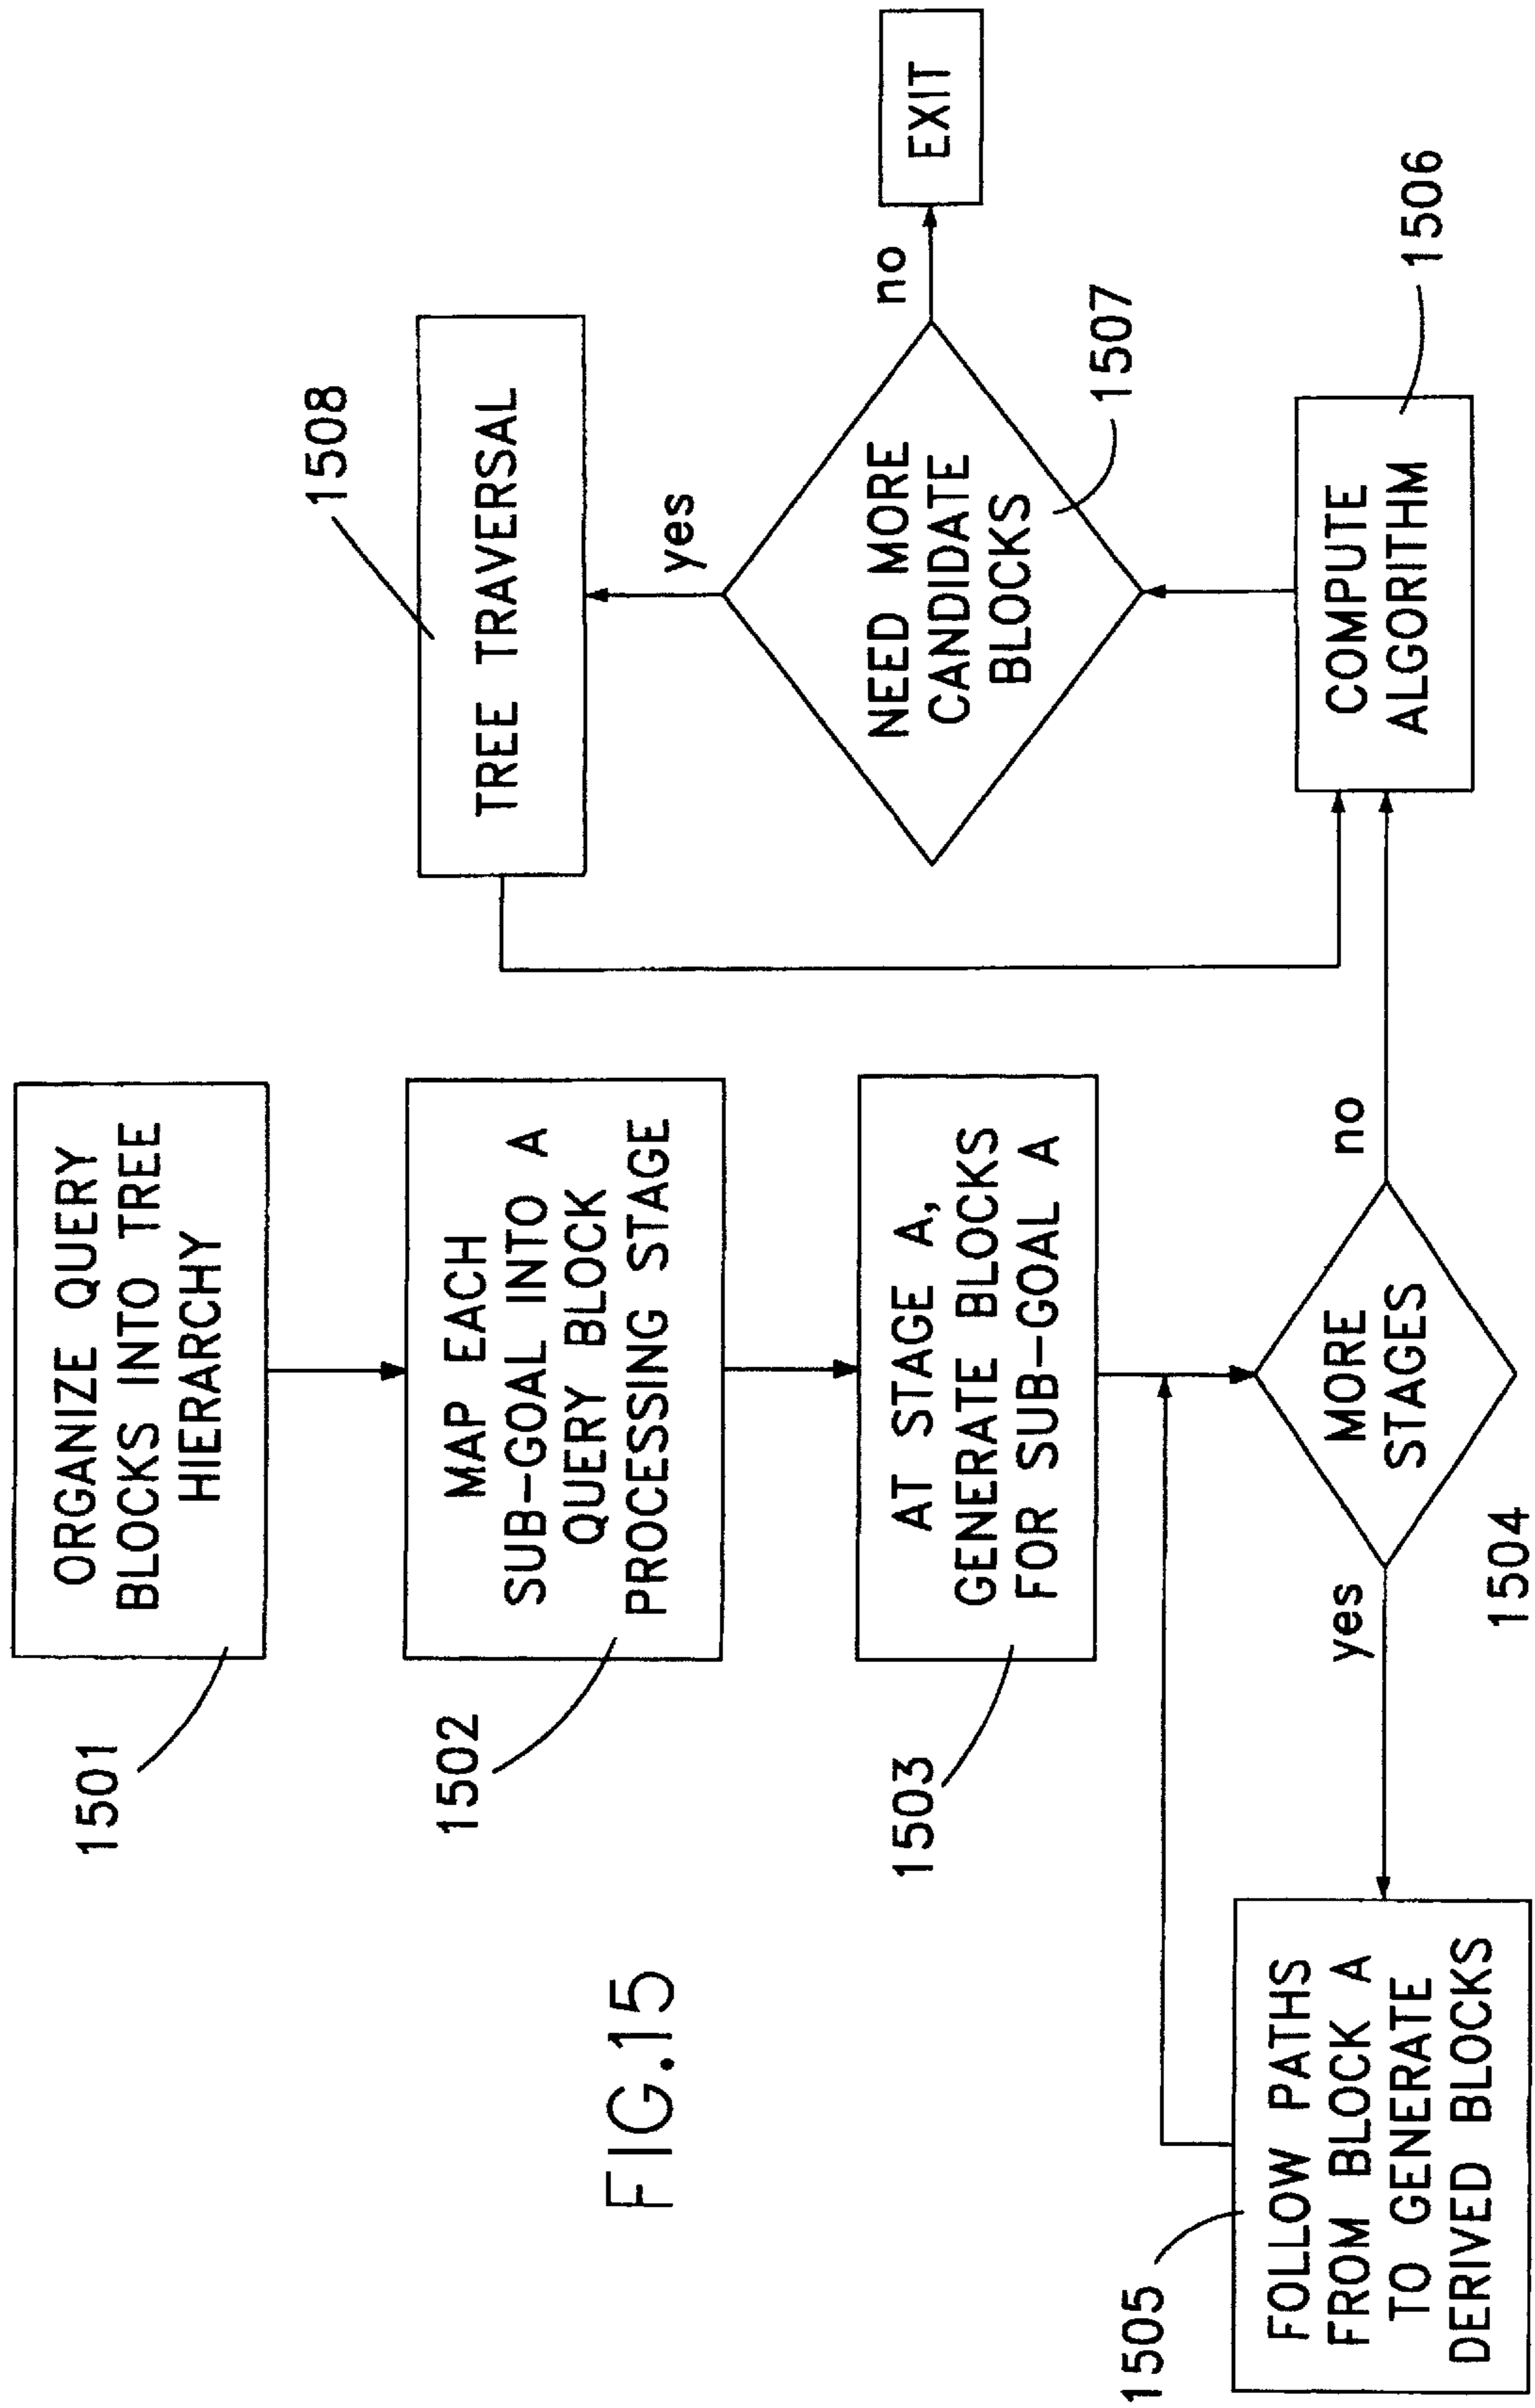 1501
ORGANIZE QUERY
BLOCKS INTO TREE
HIERARCHY
1502
MAP EACH
SUB-GOAL INTO A
QUERY BLOCK
PROCESSING STAGE
1503
AT STAGE A,
GENERATE BLOCKS
FOR SUB-GOAL A
MORE
STAGES
1504
yes
no
1505
FOLLOW PATHS
FROM BLOCK A
TO GENERATE
DERIVED BLOCKS
COMPUTE
ALGORITHM
1506
NEED MORE
CANDIDATE
BLOCKS
1507
yes
no
TREE TRAVERSAL
1508
EXIT
FIG.15